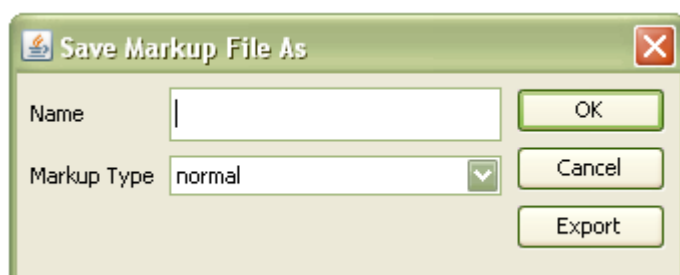 Save Markup File As
Name
OK
Markup Type normal
Cancel
Export